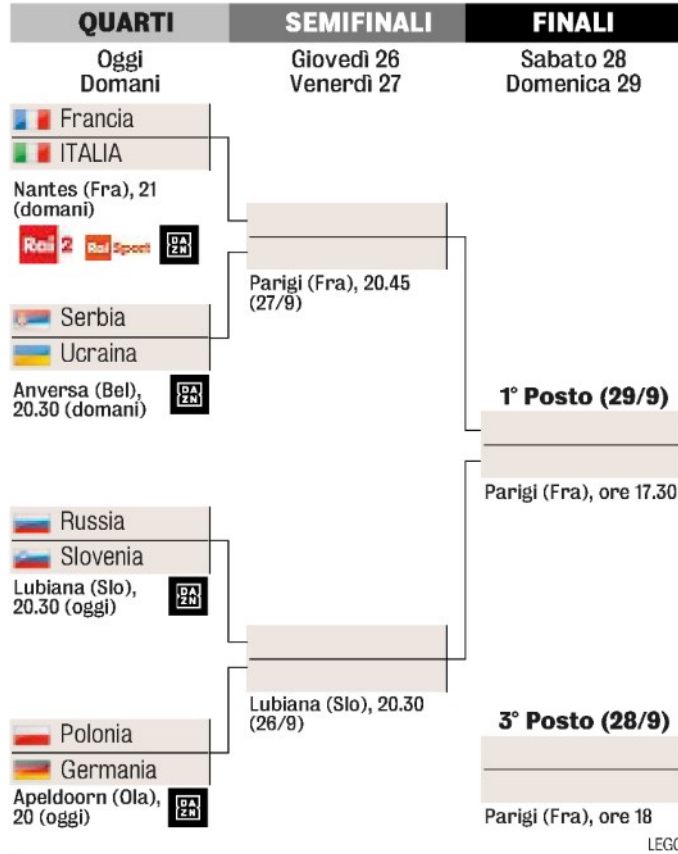 QUARTI
Oggi
Domani
Francia
ITALIA
Nantes (Fra), 21
(domani)
Rai 2 Rai Sport DAZN
Serbia
Ucraina
Anversa (Bel),
20.30 (domani)
DAZN
Russia
Slovenia
Lubiana (Slo),
20.30 (oggi)
DAZN
Polonia
Germania
Apeldoorn (Ola),
20 (oggi)
DAZN
SEMIFINALI
Giovedì 26
Venerdì 27
Parigi (Fra), 20.45
(27/9)
Lubiana (Slo), 20.30
(26/9)
FINALI
Sabato 28
Domenica 29
1° Posto (29/9)
Parigi (Fra), ore 17.30
3° Posto (28/9)
Parigi (Fra), ore 18